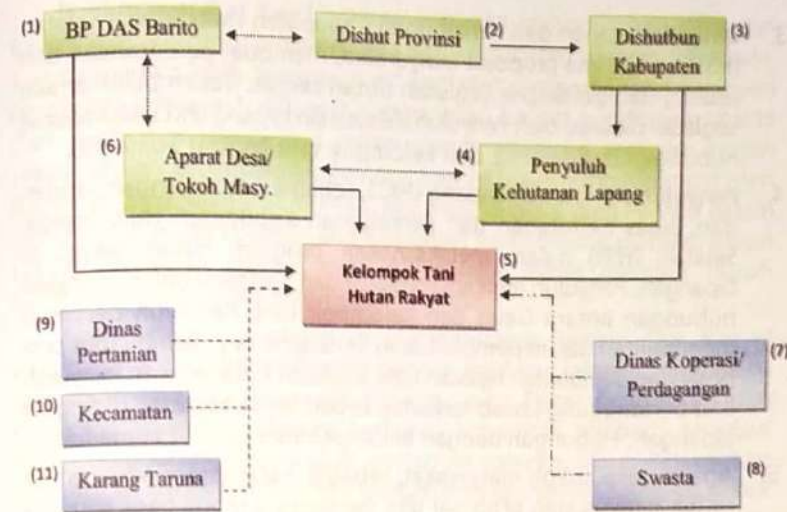 (1) BP DAS Barito
Dishut Provinsi (2)
(3)
Dishutbun
Kabupaten
(6)
Aparat Desa/
Tokoh Masy.
(4)
Penyuluh
Kehutanan Lapang
(5)
Kelompok Tani
Hutan Rakyat
(9)
Dinas
Pertanian
(10)
Kecamatan
(11)
Karang Taruna
(7)
Dinas Koperasi/
Perdagangan
Swasta (8)